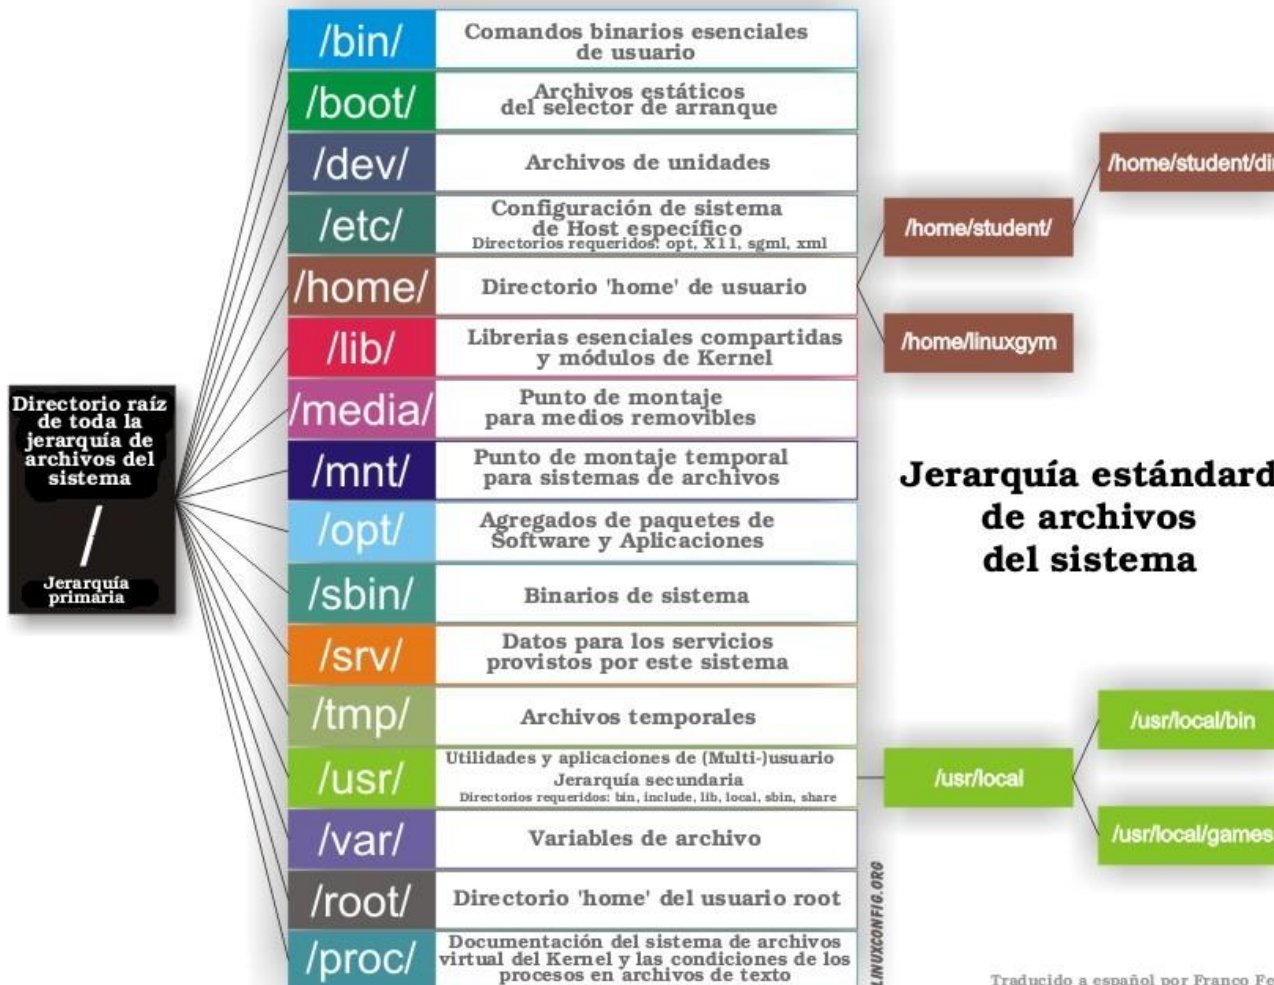 Directorio raíz
de toda la
jerarquía de
archivos del
sistema
/
Jerarquía
primaria
/bin/
Comandos binarios esenciales
de usuario
/boot/
Archivos estáticos
del selector de arranque
/dev/
Archivos de unidades
/etc/
Configuración de sistema
de Host específico
Directorios requeridos: opt, X11, sgml, xml
/home/
Directorio 'home' de usuario
/lib/
Librerias esenciales compartidas
y módulos de Kernel
/media/
Punto de montaje
para medios removibles
/mnt/
Punto de montaje temporal
para sistemas de archivos
/opt/
Agregados de paquetes de
Software y Aplicaciones
/sbin/
Binarios de sistema
/srv/
Datos para los servicios
provistos por este sistema
/tmp/
Archivos temporales
/usr/
Utilidades y aplicaciones de (Multi-)usuario
Jerarquía secundaria
Directorios requeridos: bin, include, lib, local, sbin, share
/var/
Variables de archivo
/root/
Directorio 'home' del usuario root
/proc/
Documentación del sistema de archivos
virtual del Kernel y las condiciones de los
procesos en archivos de texto
/home/student/
/home/student/dir
/home/linuxgym
Jerarquía estándard
de archivos
del sistema
/usr/local
/usr/local/bin
/usr/local/games
LINUXCONFIG.ORG
Traducido a español por Franco Fe